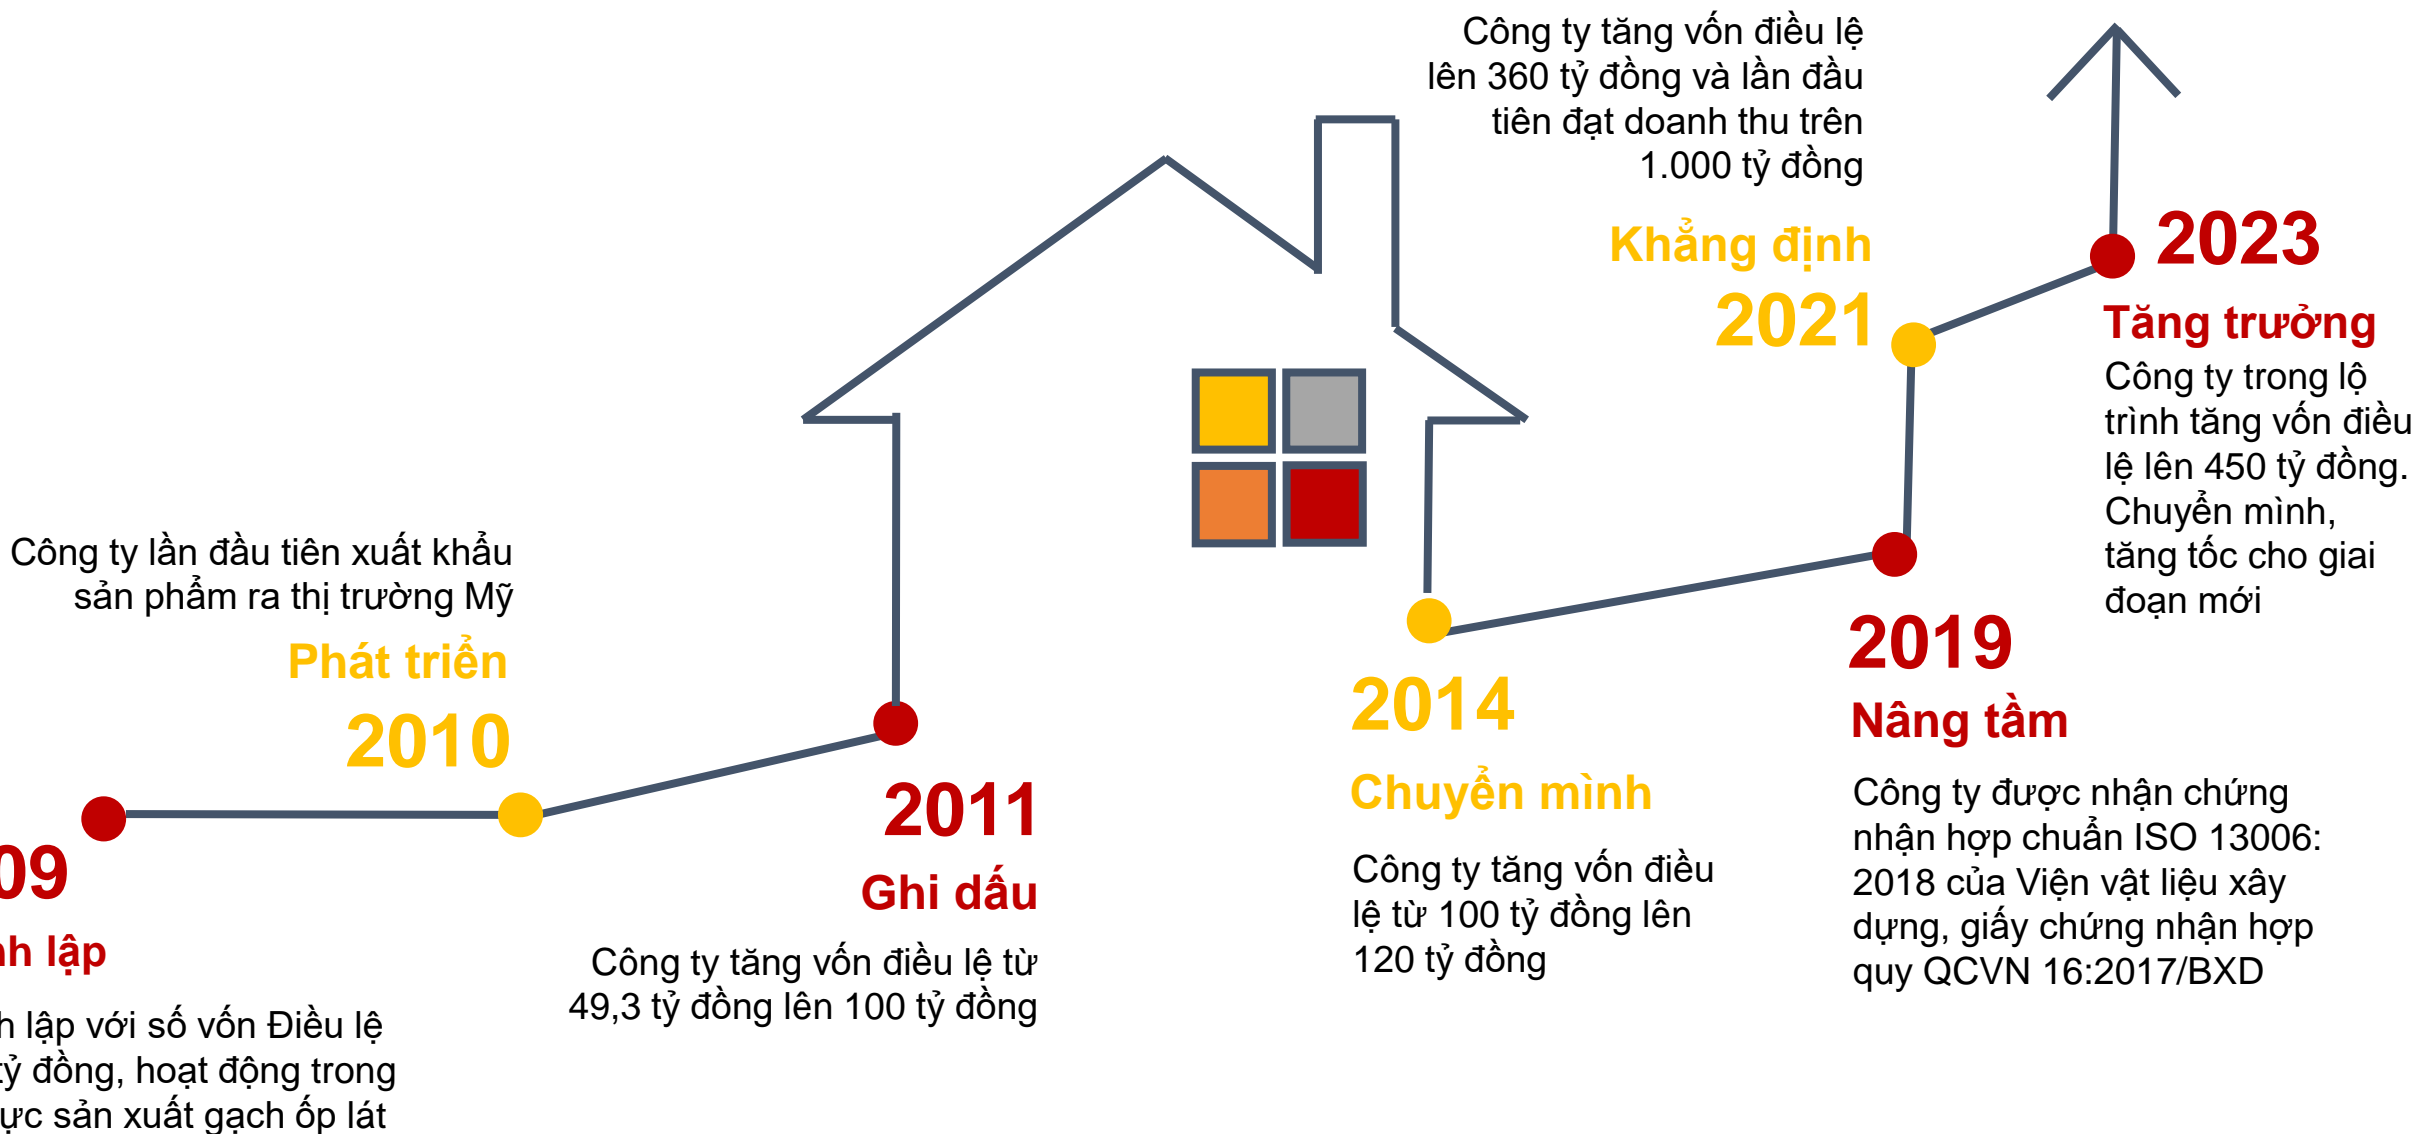 09
lập
lập với số vốn Điều lệ
tỷ đồng, hoạt động trong
sản xuất gạch ốp lát
Công ty lần đầu tiên xuất khẩu
sản phẩm ra thị trường Mỹ
Phát triển
2010
2011
Ghi dấu
Công ty tăng vốn điều lệ từ
49,3 tỷ đồng lên 100 tỷ đồng
2014
Chuyển mình
Công ty tăng vốn điều
lệ từ 100 tỷ đồng lên
120 tỷ đồng
2019
Nâng tầm
Công ty được nhận chứng
nhận hợp chuẩn ISO 13006:
2018 của Viện vật liệu xây
dựng, giấy chứng nhận hợp
quy QCVN 16:2017/BXD
Công ty tăng vốn điều lệ
lên 360 tỷ đồng và lần đầu
tiên đạt doanh thu trên
1.000 tỷ đồng
Khẳng định
2021
2023
Tăng trưởng
Công ty trong lộ
trình tăng vốn điều
lệ lên 450 tỷ đồng.
Chuyển mình,
tăng tốc cho giai
đoạn mới